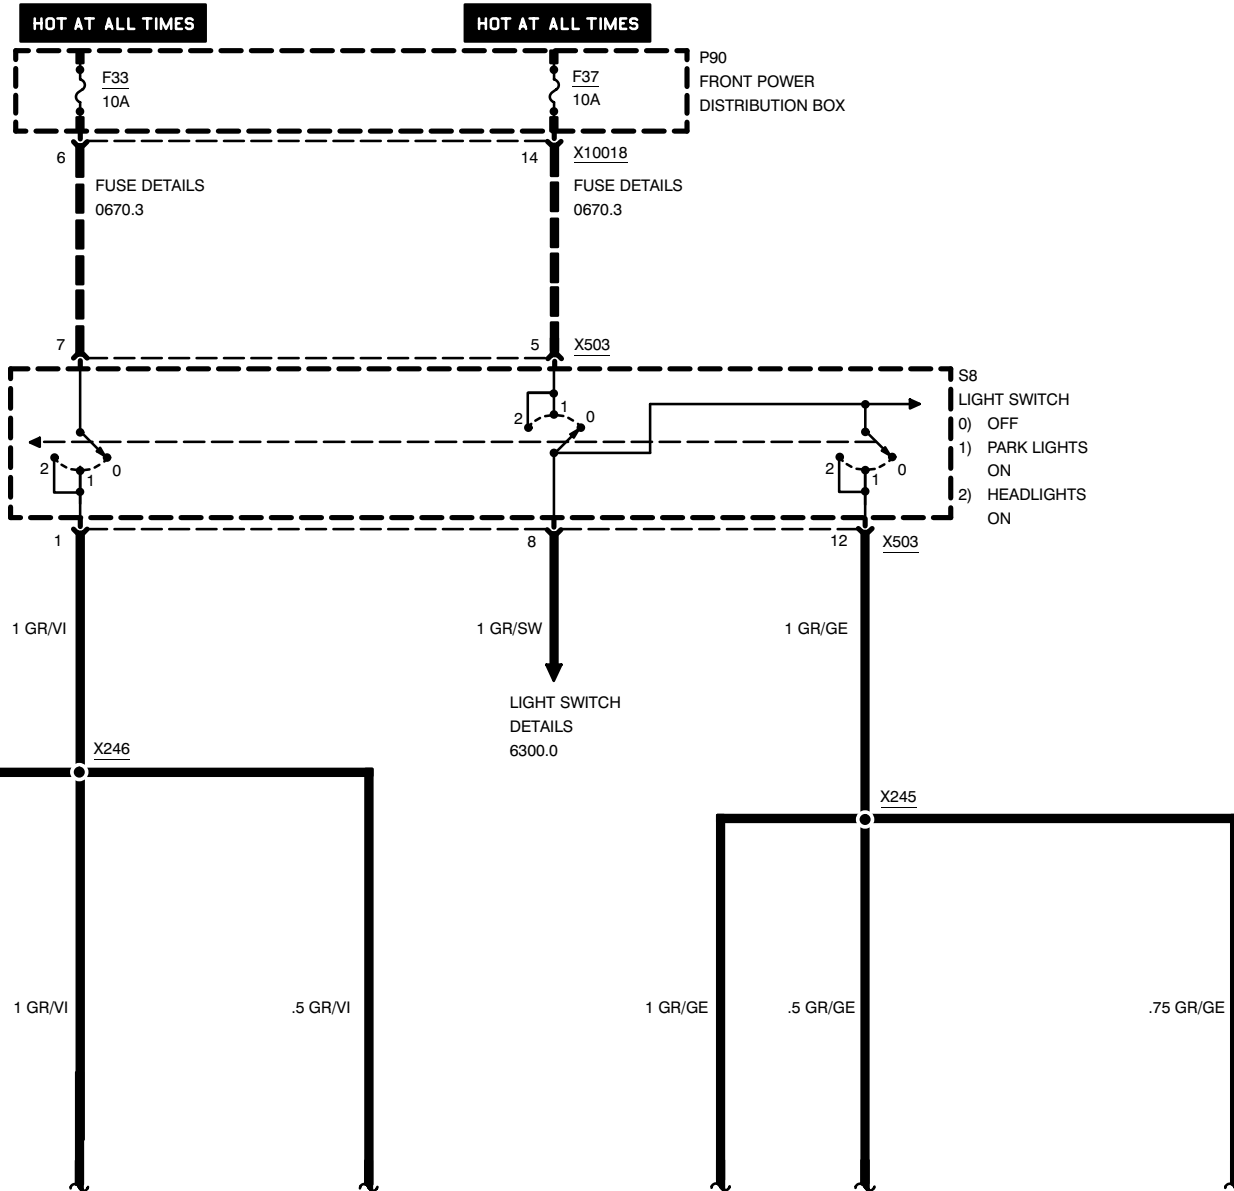 HOT AT ALL TIMES
HOT AT ALL TIMES
P90
FRONT POWER
DISTRIBUTION BOX
F33
10A
F37
10A
6
14
X10018
FUSE DETAILS
0670.3
FUSE DETAILS
0670.3
7
5
X503
S8
LIGHT SWITCH
0) OFF
1) PARK LIGHTS
ON
2) HEADLIGHTS
ON
2
1
0
2
1
0
2
1
0
1
8
12
X503
1 GR/VI
1 GR/SW
1 GR/GE
LIGHT SWITCH
DETAILS
6300.0
X246
X245
1 GR/VI
.5 GR/VI
1 GR/GE
.5 GR/GE
.75 GR/GE